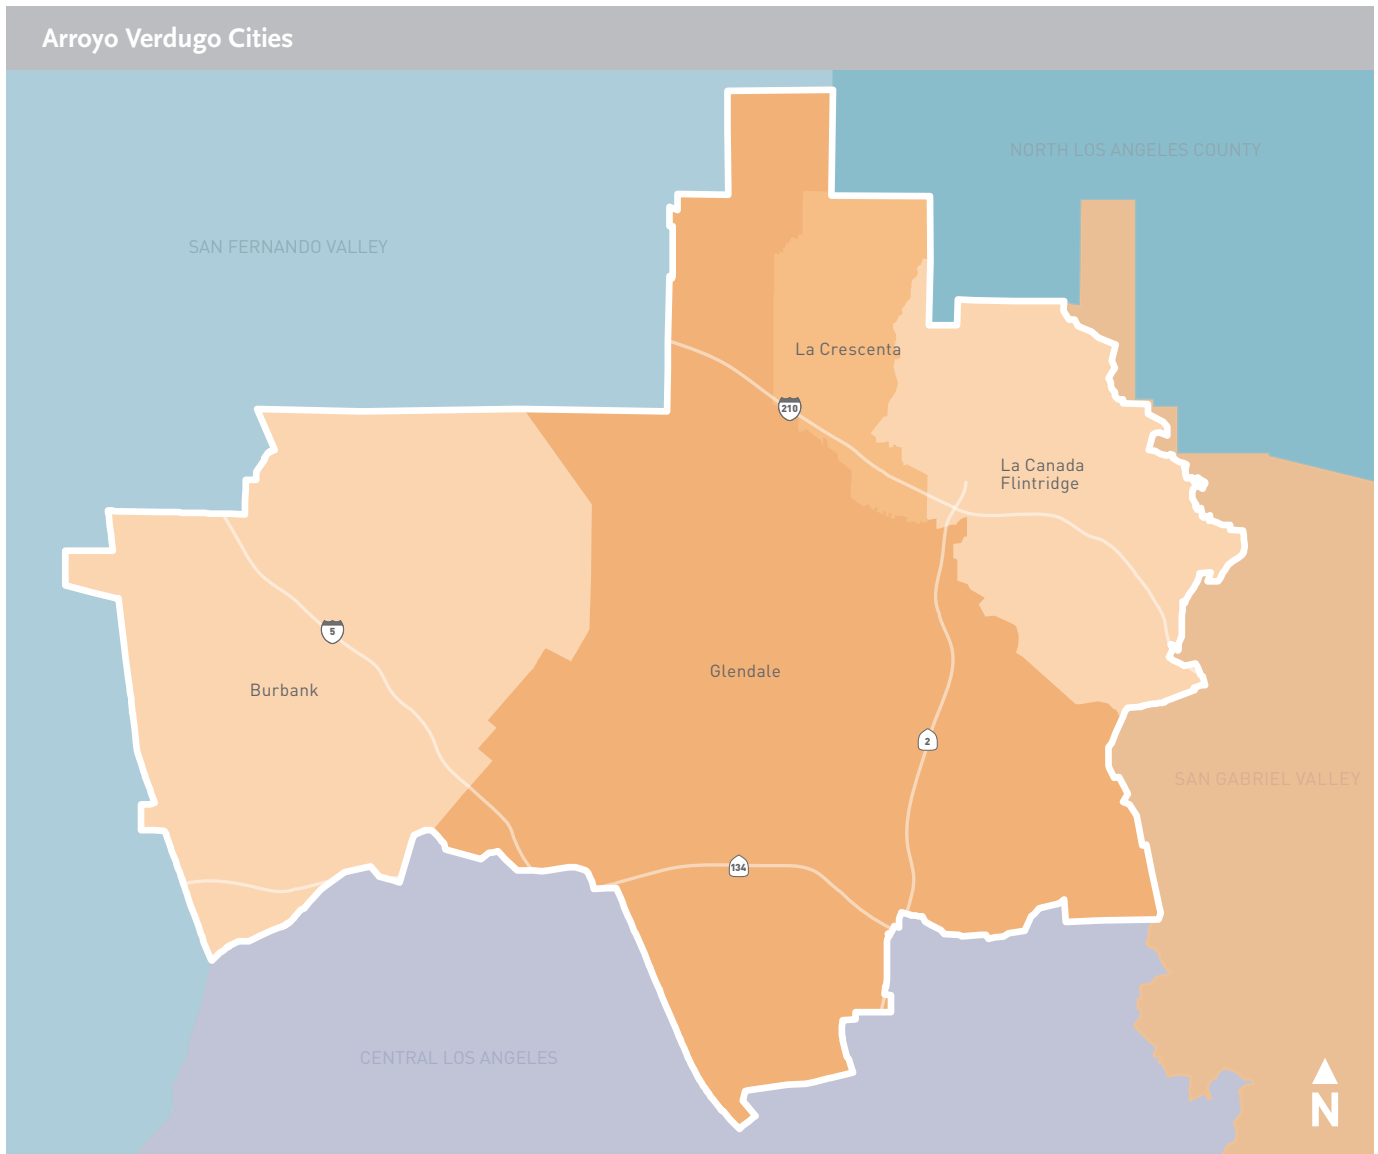 Arroyo Verdugo Cities
NORTH LOS ANGELES COUNTY
SAN FERNANDO VALLEY
La Crescenta
210
La Canada
Flintridge
5
Glendale
Burbank
2
SAN GABRIEL VALLEY
134
CENTRAL LOS ANGELES
N